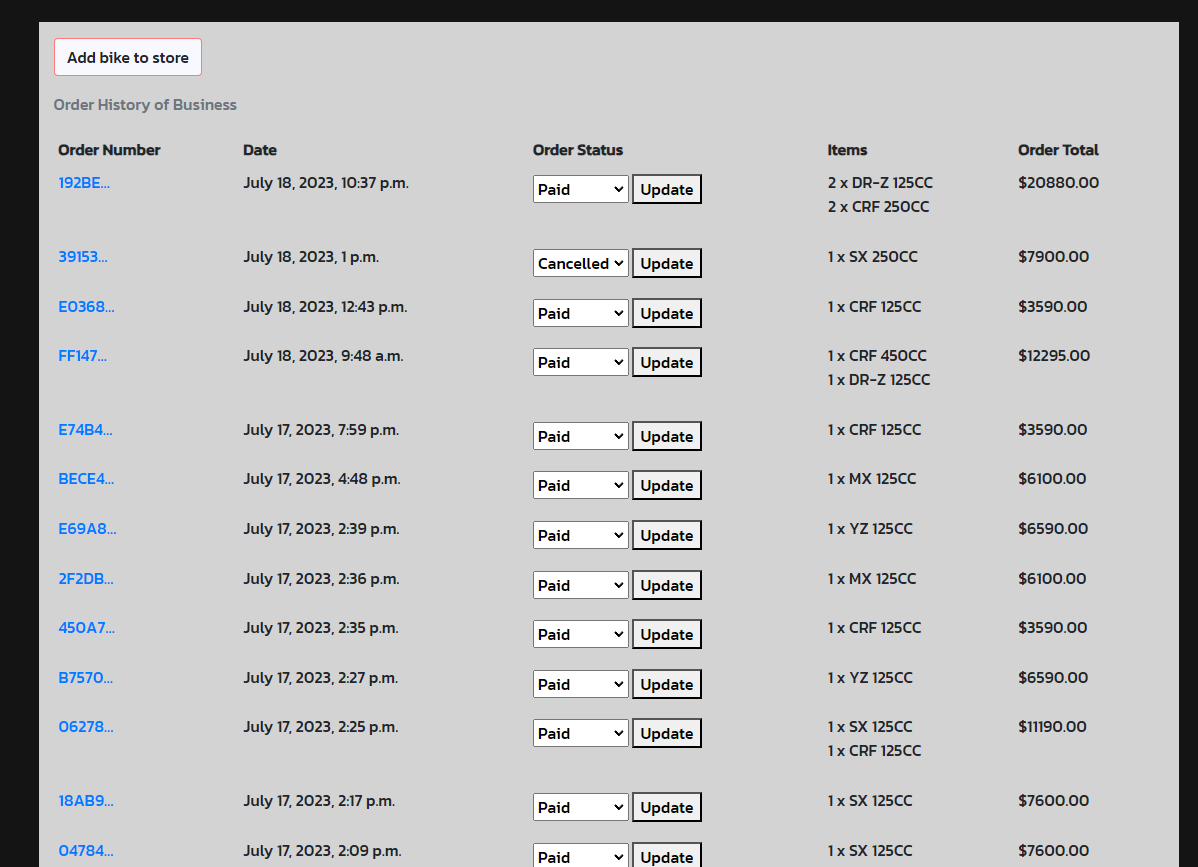 Add bike to store
Order History of Business
Order Number Date Order Status Items Order Total
192BE... July 18, 2023, 10:37 p.m. Paid Update 2 x DR-Z 125CC $20880.00
2 x CRF 250CC
39153... July 18, 2023, 1 p.m. Cancelled Update 1 x SX 250CC $7900.00
E0368... July 18, 2023, 12:43 p.m. Paid Update 1 x CRF 125CC $3590.00
FF147... July 18, 2023, 9:48 a.m. Paid Update 1 x CRF 450CC $12295.00
1 x DR-Z 125CC
E74B4... July 17, 2023, 7:59 p.m. Paid Update 1 x CRF 125CC $3590.00
BECE4... July 17, 2023, 4:48 p.m. Paid Update 1 x MX 125CC $6100.00
E69A8... July 17, 2023, 2:39 p.m. Paid Update 1 x YZ 125CC $6590.00
2F2DB... July 17, 2023, 2:36 p.m. Paid Update 1 x MX 125CC $6100.00
450A7... July 17, 2023, 2:35 p.m. Paid Update 1 x CRF 125CC $3590.00
B7570... July 17, 2023, 2:27 p.m. Paid Update 1 x YZ 125CC $6590.00
06278... July 17, 2023, 2:25 p.m. Paid Update 1 x SX 125CC $11190.00
1 x CRF 125CC
18AB9... July 17, 2023, 2:17 p.m. Paid Update 1 x SX 125CC $7600.00
04784... July 17, 2023, 2:09 p.m. Paid Update 1 x SX 125CC $7600.00